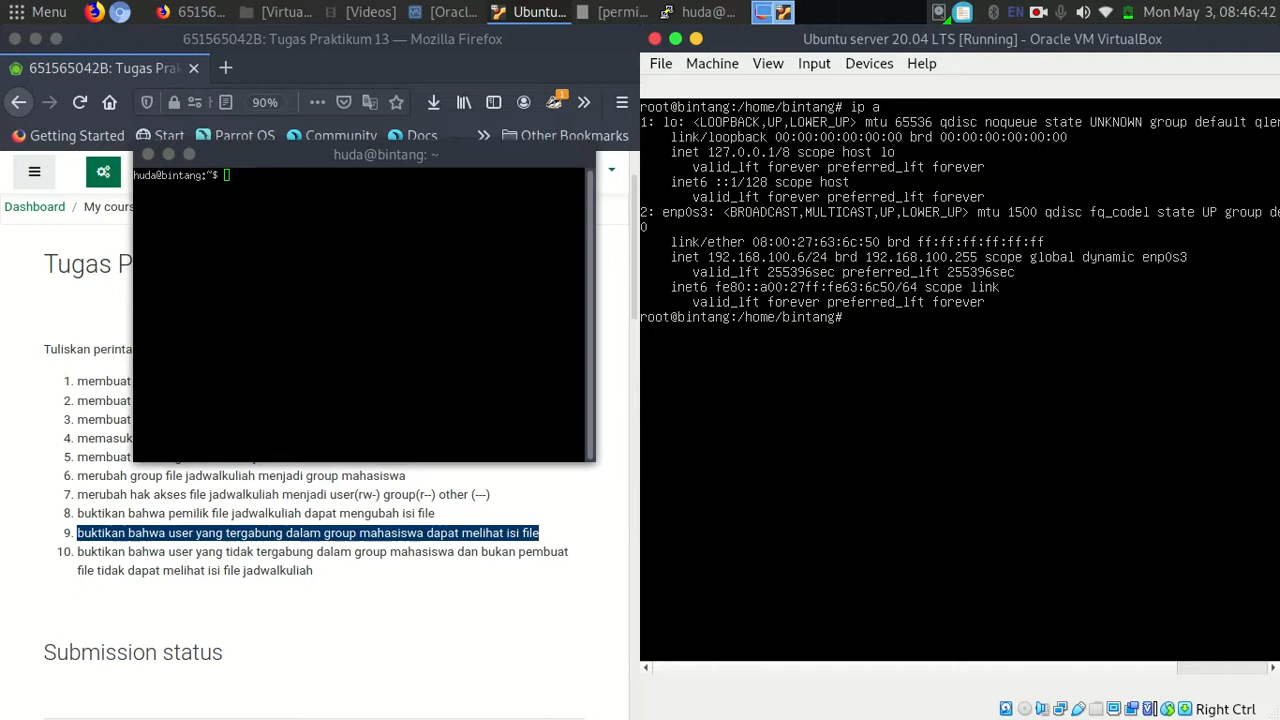 Menu
651565...
[Virtua...
[Videos]
[Oracl...
Ubuntu...
[permi...
huda@...
EN
Mon May 3, 08:46:42
651565042B: Tugas Praktikum 13 — Mozilla Firefox
651565042B: Tugas Prak
90%
1
Getting Started
Start
Parrot OS
Community
Docs
Other Bookmarks
huda@bintang: ~
huda@bintang:~$
Dashboard / My cours
Tugas P
Tuliskan perinta
1. membuat
2. membuat
3. membuat
4. memasuk
5. membuat
6. merubah group file jadwalkuliah menjadi group mahasiswa
7. merubah hak akses file jadwalkuliah menjadi user(rw-) group(r--) other (---)
8. buktikan bahwa pemilik file jadwalkuliah dapat mengubah isi file
9. buktikan bahwa user yang tergabung dalam group mahasiswa dapat melihat isi file
10. buktikan bahwa user yang tidak tergabung dalam group mahasiswa dan bukan pembuat
file tidak dapat melihat isi file jadwalkuliah
Submission status
Ubuntu server 20.04 LTS [Running] - Oracle VM VirtualBox
File Machine View Input Devices Help
root@bintang:/home/bintang# ip a
1: lo: <LOOPBACK,UP,LOWER_UP> mtu 65536 qdisc noqueue state UNKNOWN group default qlen
link/loopback 00:00:00:00:00:00 brd 00:00:00:00:00:00
inet 127.0.0.1/8 scope host lo
valid_lft forever preferred_lft forever
inet6 ::1/128 scope host
valid_lft forever preferred_lft forever
2: enp0s3: <BROADCAST,MULTICAST,UP,LOWER_UP> mtu 1500 qdisc fq_codel state UP group de
0
link/ether 08:00:27:63:6c:50 brd ff:ff:ff:ff:ff:ff
inet 192.168.100.6/24 brd 192.168.100.255 scope global dynamic enp0s3
valid_lft 255396sec preferred_lft 255396sec
inet6 fe80::a00:27ff:fe63:6c50/64 scope link
valid_lft forever preferred_lft forever
root@bintang:/home/bintang#
Right Ctrl